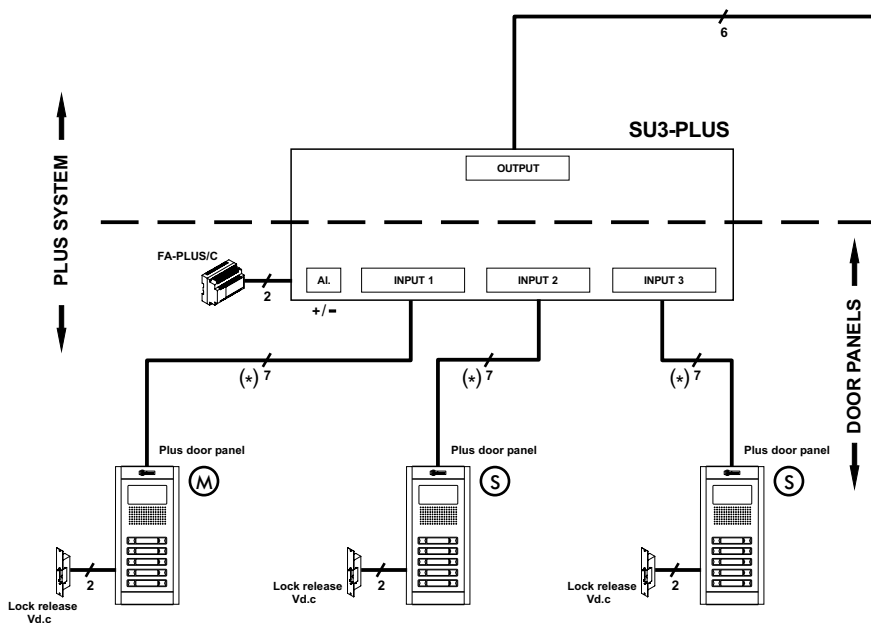 6
SU3-PLUS
OUTPUT
PLUS SYSTEM
FA-PLUS/C
2
AI.
INPUT 1
INPUT 2
INPUT 3
+/-
DOOR PANELS
(*) 7
(*) 7
(*) 7
Plus door panel
M
Plus door panel
S
Plus door panel
S
2
Lock release
Vd.c
2
Lock release
Vd.c
2
Lock release
Vd.c